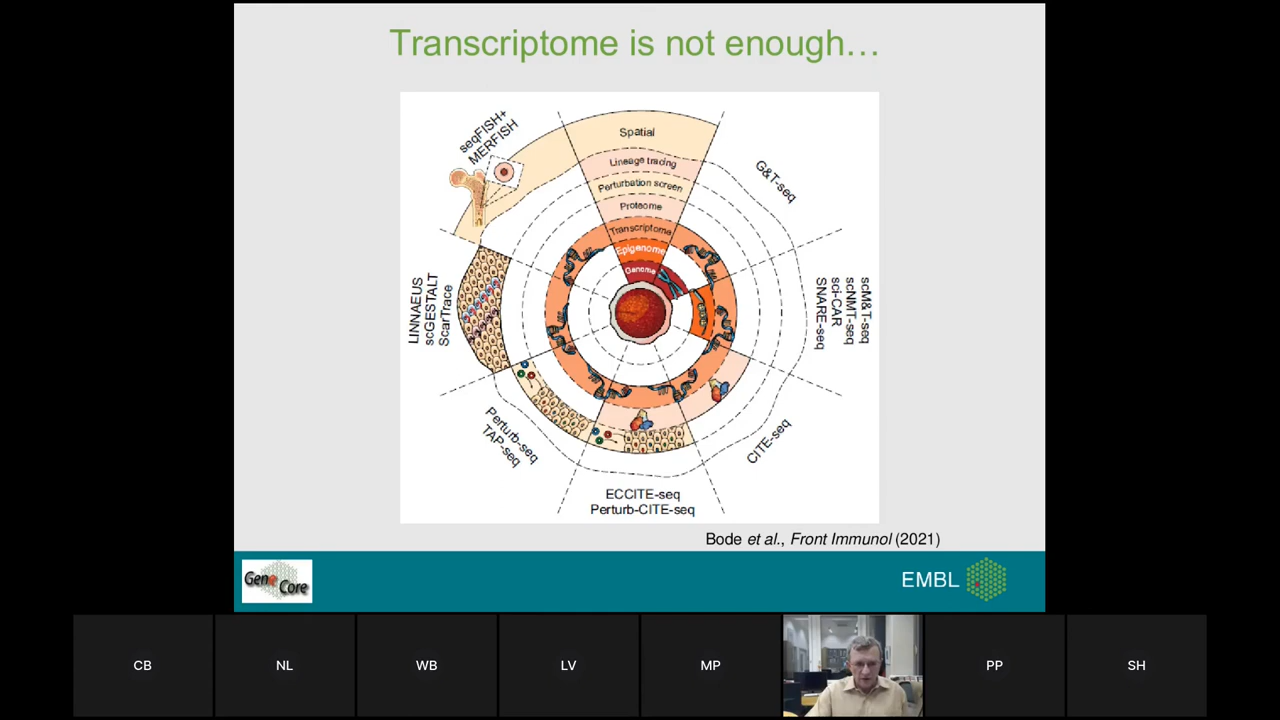 Transcriptome is not enough…
seqFISH+
MERFISH
Spatial
Lineage tracing
Perturbation screen
Proteome
Transcriptome
Epigenome
Genome
G&T-seq
scM&T-seq
scNMT-seq
sci-CAR
SNARE-seq
CITE-seq
ECCITE-seq
Perturb-CITE-seq
Perturb-seq
TAP-seq
LINNAEUS
scGESTALT
ScarTrace
Bode et al., Front Immunol (2021)
Gene Core
EMBL
CB
NL
WB
LV
MP
PP
SH